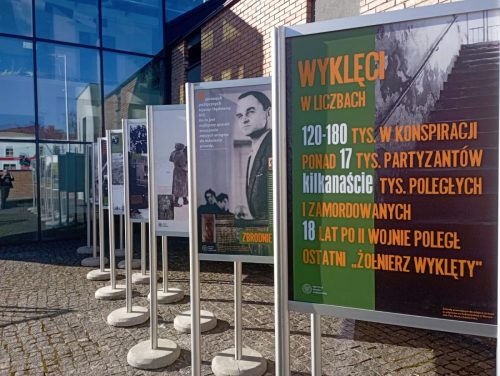 WYKLĘCI
W LICZBACH
120-180 TYS. W KONSPIRACJI
PONAD 17 TYS. PARTYZANTÓW
kilkanaście TYS. POLEGŁYCH
I ZAMORDOWANYCH
18 LAT PO II WOJNIE POLEGŁ
OSTATNI „ŻOŁNIERZ WYKLĘTY”
ZBRODNIE